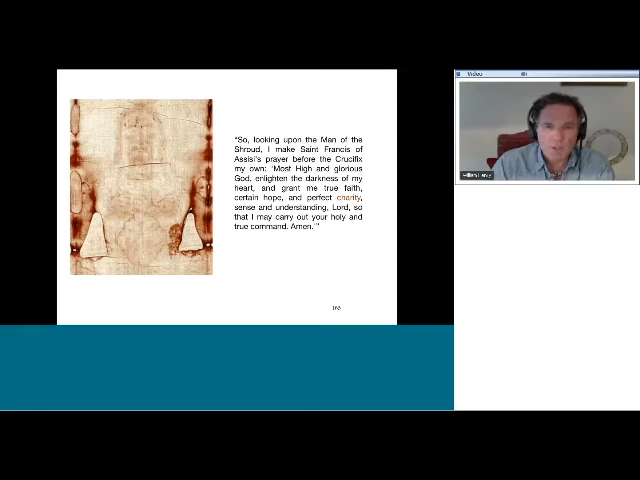 "So, looking upon the Man of the
Shroud, I make Saint Francis of
Assisi's prayer before the Crucifix
my own: 'Most High and glorious
God, enlighten the darkness of my
heart, and grant me true faith,
certain hope, and perfect charity,
sense and understanding, Lord, so
that I may carry out your holy and
true command. Amen.'"
Video